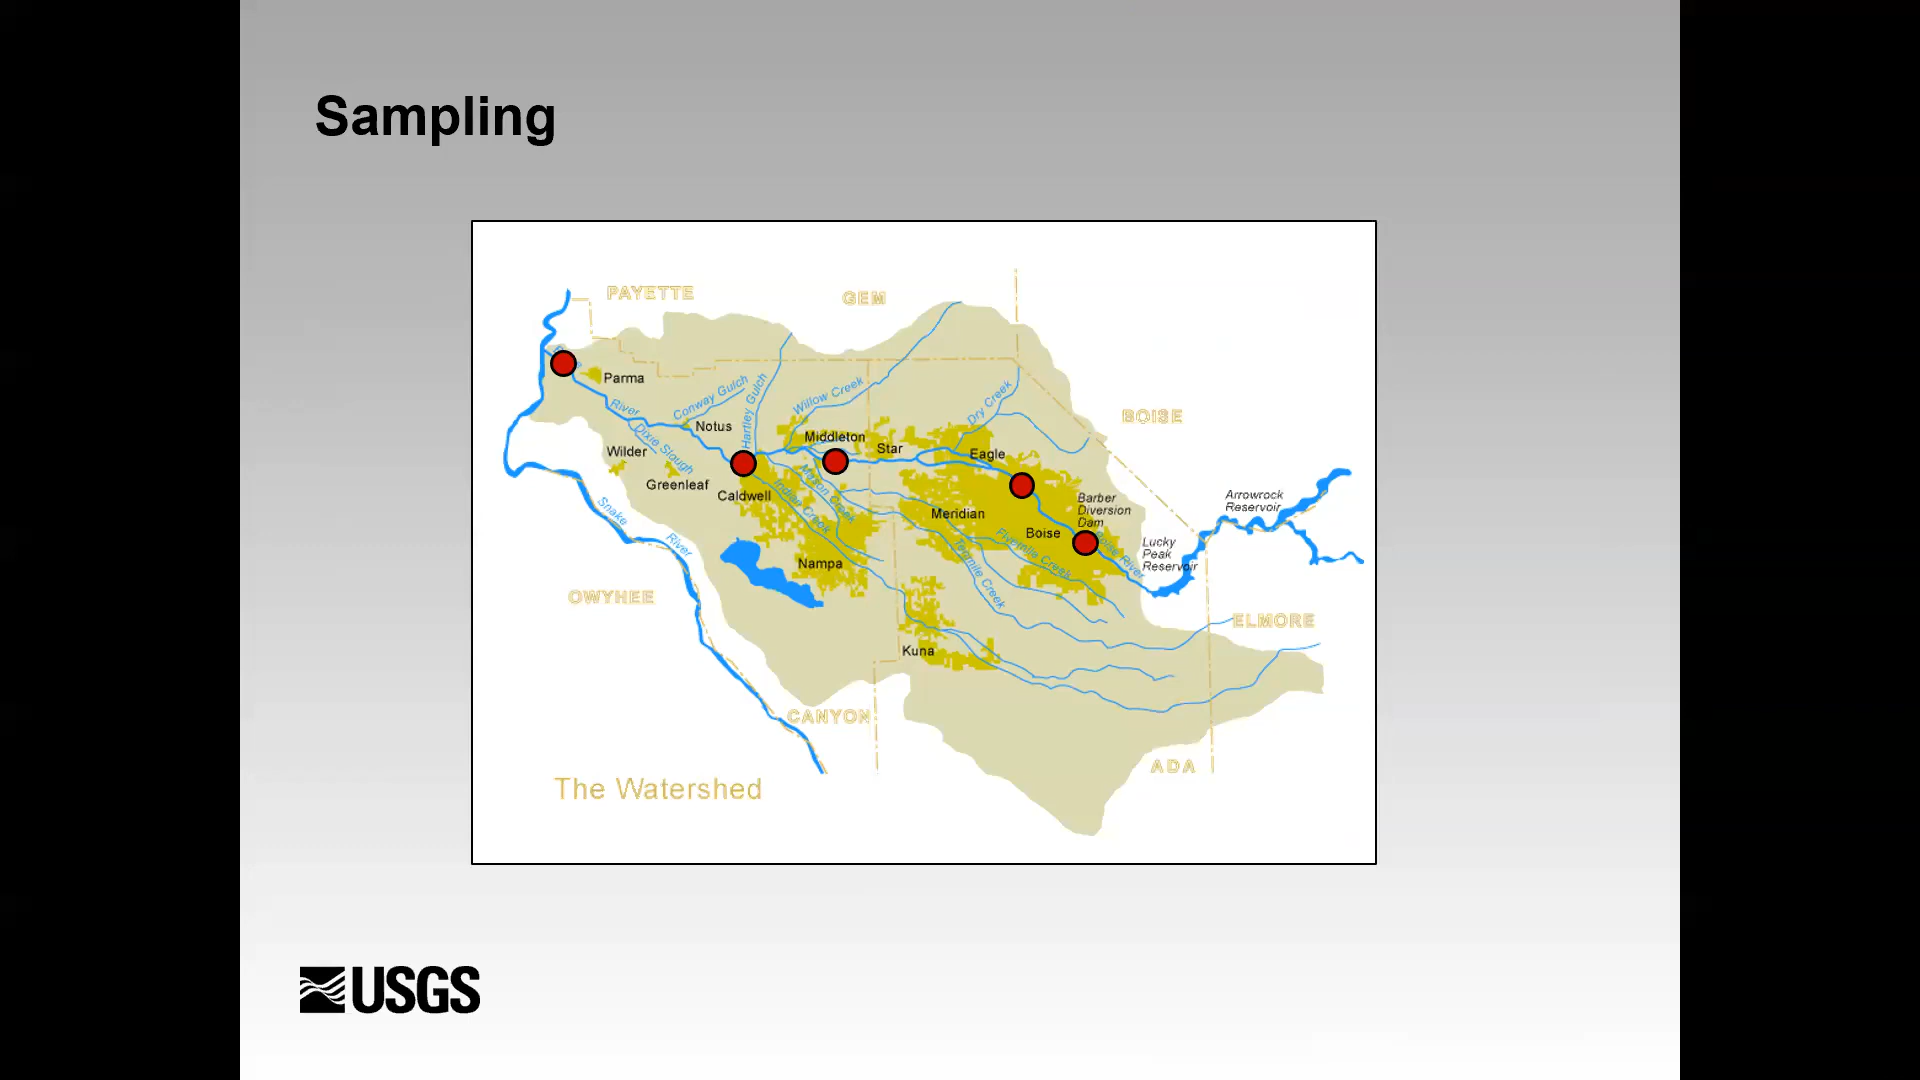 Sampling
PAYETTE
GEM
Parma
River
Conway Gulch
Hartley Gulch
Willow Creek
Dry Creek
BOISE
Notus
Dixie Slough
Wilder
Greenleaf
Caldwell
Middleton
Star
Eagle
Mason Creek
Indian Creek
Meridian
Boise
Barber
Diversion
Dam
Boise River
Lucky
Peak
Reservoir
Arrowrock
Reservoir
Snake
River
Nampa
Tenmile Creek
Fivemile Creek
OWYHEE
ELMORE
Kuna
CANYON
ADA
The Watershed
USGS